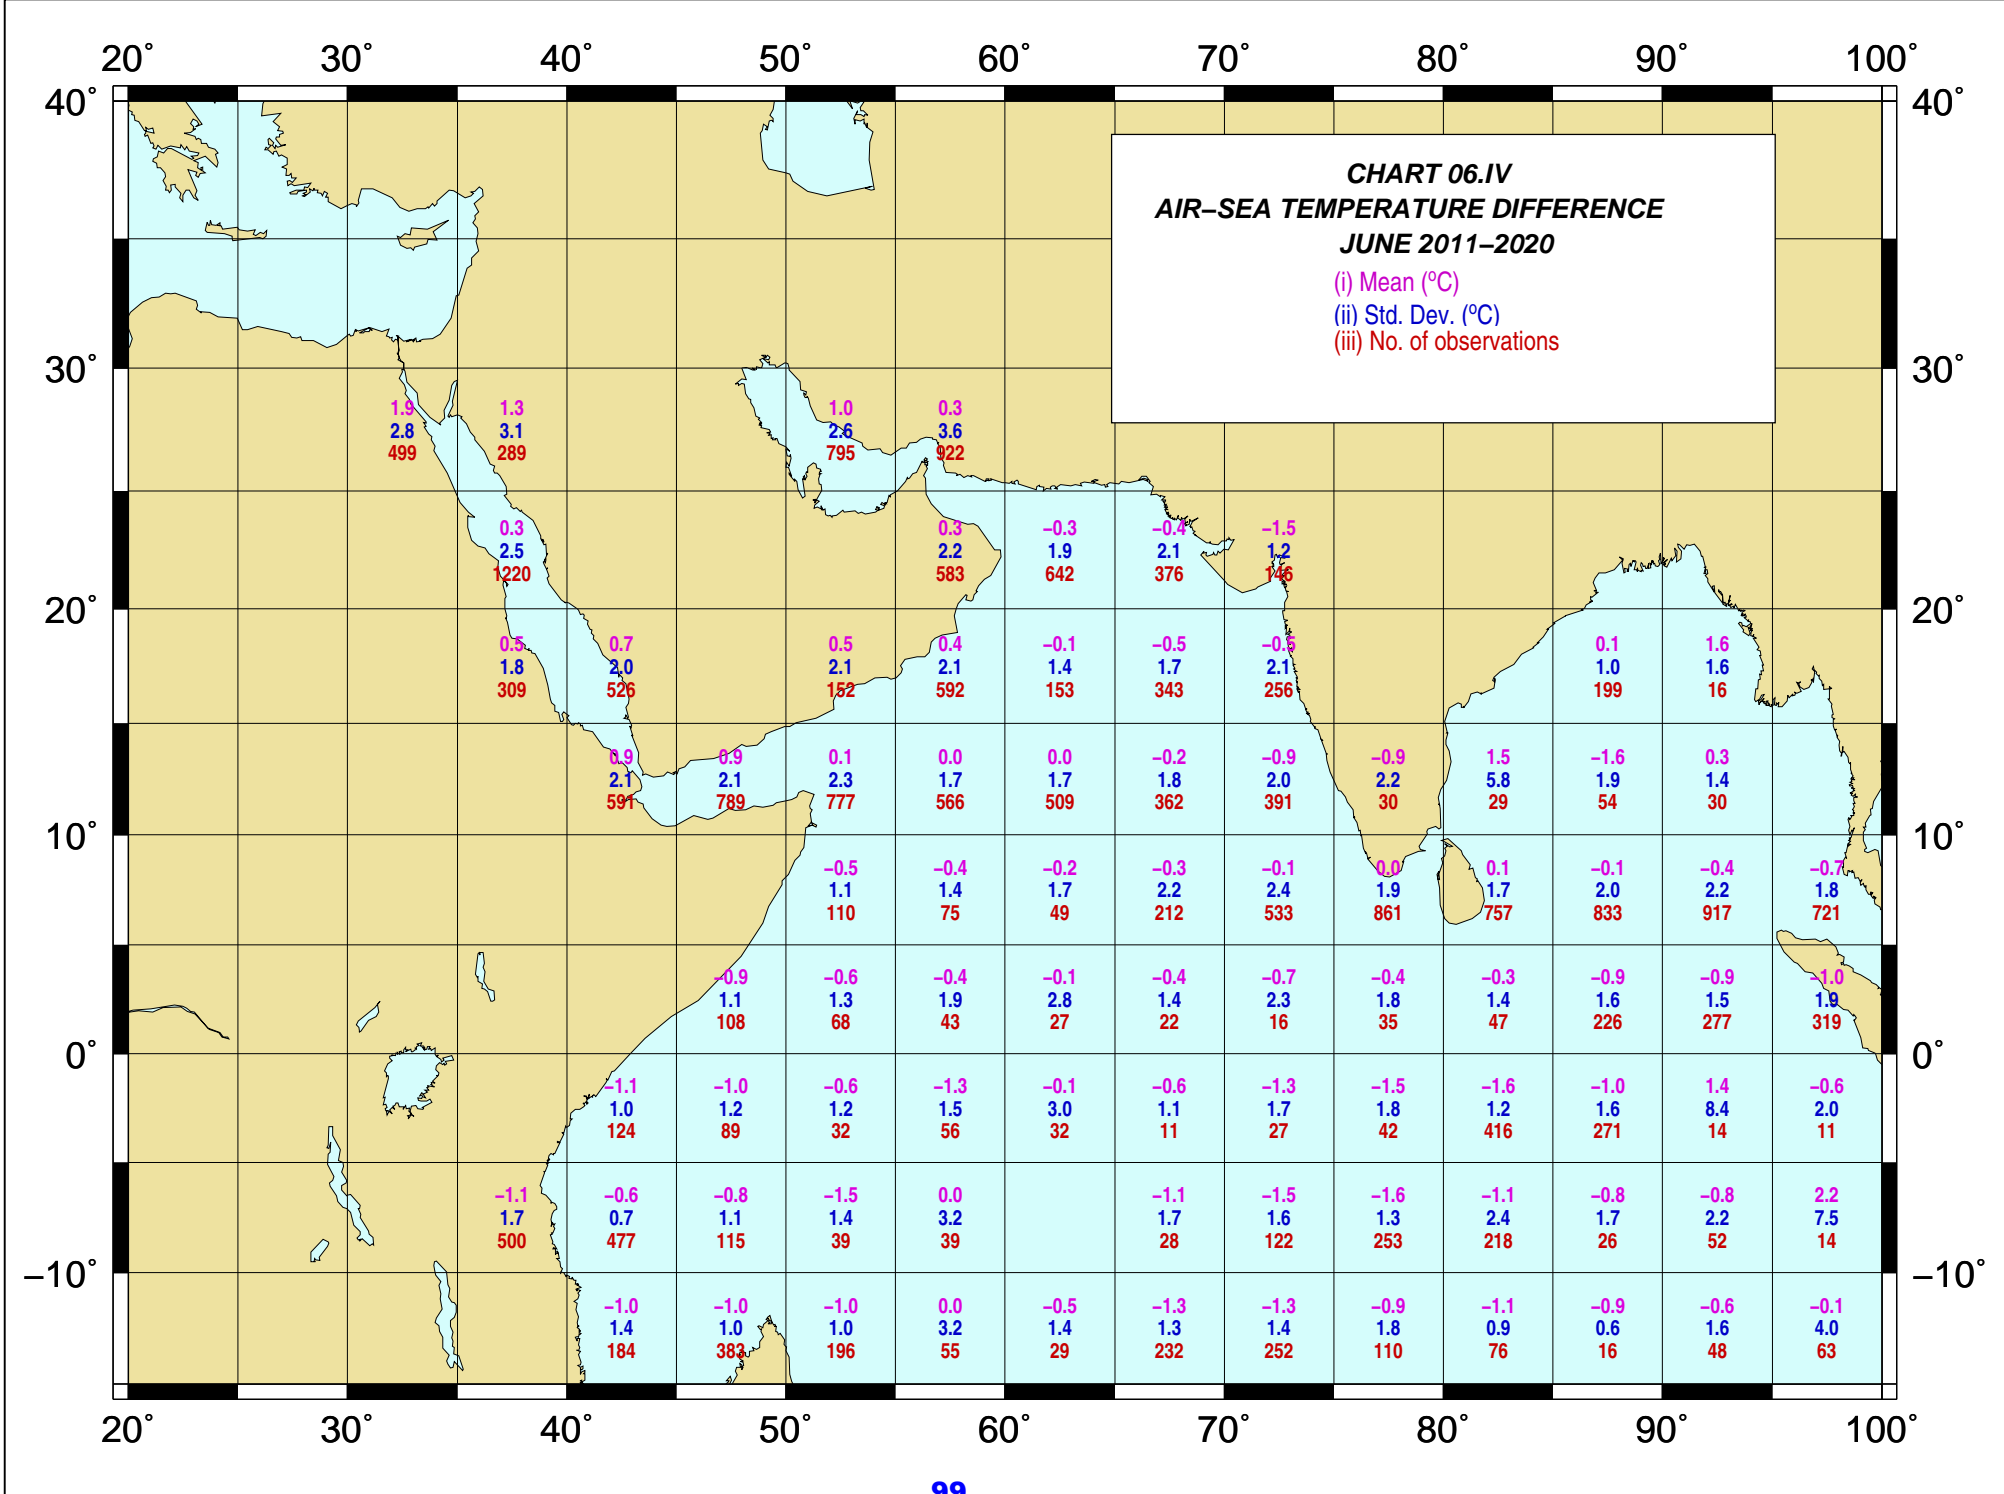 20° 30° 40° 50° 60° 70° 80° 90° 100°
40° 40°
CHART 06.IV
AIR–SEA TEMPERATURE DIFFERENCE
JUNE 2011–2020
(i) Mean (ºC)
(ii) Std. Dev. (ºC)
(iii) No. of observations
30° 30°
1.9 1.3 1.0 0.3
2.8 3.1 2.6 3.6
499 289 795 922
0.3 0.3 −0.3 −0.4 −1.5
2.5 2.2 1.9 2.1 1.2
1220 583 642 376 146
20° 20°
0.5 0.7 0.5 0.4 −0.1 −0.5 −0.5 0.1 1.6
1.8 2.0 2.1 2.1 1.4 1.7 2.1 1.0 1.6
309 526 152 592 153 343 256 199 16
0.9 0.9 0.1 0.0 0.0 −0.2 −0.9 −0.9 1.5 −1.6 0.3
2.1 2.1 2.3 1.7 1.7 1.8 2.0 2.2 5.8 1.9 1.4
591 789 777 566 509 362 391 30 29 54 30
10° 10°
−0.5 −0.4 −0.2 −0.3 −0.1 0.0 0.1 −0.1 −0.4 −0.7
1.1 1.4 1.7 2.2 2.4 1.9 1.7 2.0 2.2 1.8
110 75 49 212 533 861 757 833 917 721
−0.9 −0.6 −0.4 −0.1 −0.4 −0.7 −0.4 −0.3 −0.9 −0.9 −1.0
1.1 1.3 1.9 2.8 1.4 2.3 1.8 1.4 1.6 1.5 1.9
108 68 43 27 22 16 35 47 226 277 319
0° 0°
−1.1 −1.0 −0.6 −1.3 −0.1 −0.6 −1.3 −1.5 −1.6 −1.0 1.4 −0.6
1.0 1.2 1.2 1.5 3.0 1.1 1.7 1.8 1.2 1.6 8.4 2.0
124 89 32 56 32 11 27 42 416 271 14 11
−1.1 −0.6 −0.8 −1.5 0.0 −1.1 −1.5 −1.6 −1.1 −0.8 −0.8 2.2
1.7 0.7 1.1 1.4 3.2 1.7 1.6 1.3 2.4 1.7 2.2 7.5
500 477 115 39 39 28 122 253 218 26 52 14
−10° −10°
−1.0 −1.0 −1.0 0.0 −0.5 −1.3 −1.3 −0.9 −1.1 −0.9 −0.6 −0.1
1.4 1.0 1.0 3.2 1.4 1.3 1.4 1.8 0.9 0.6 1.6 4.0
184 383 196 55 29 232 252 110 76 16 48 63
20° 30° 40° 50° 60° 70° 80° 90° 100°
99